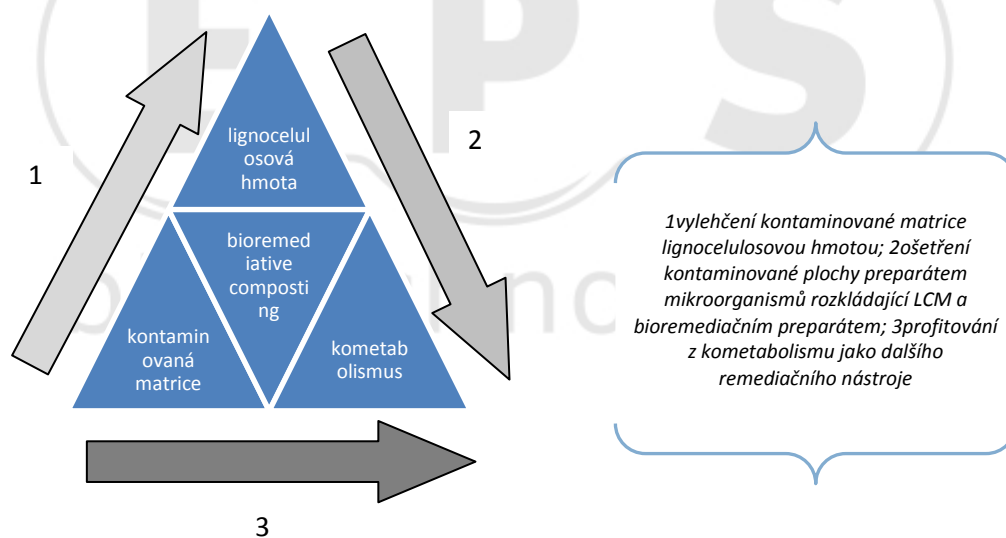 E P S
1
2
lignocelul
osová
hmota
bioremed
iative
composti
ng
kontamin
ovaná
matrice
kometab
olismus
3
1vylehčení kontaminované matrice
lignocelulosovou hmotou; 2ošetření
kontaminované plochy preparátem
mikroorganismů rozkládající LCM a
bioremediačním preparátem; 3profitování
z kometabolismu jako dalšího
remediačního nástroje